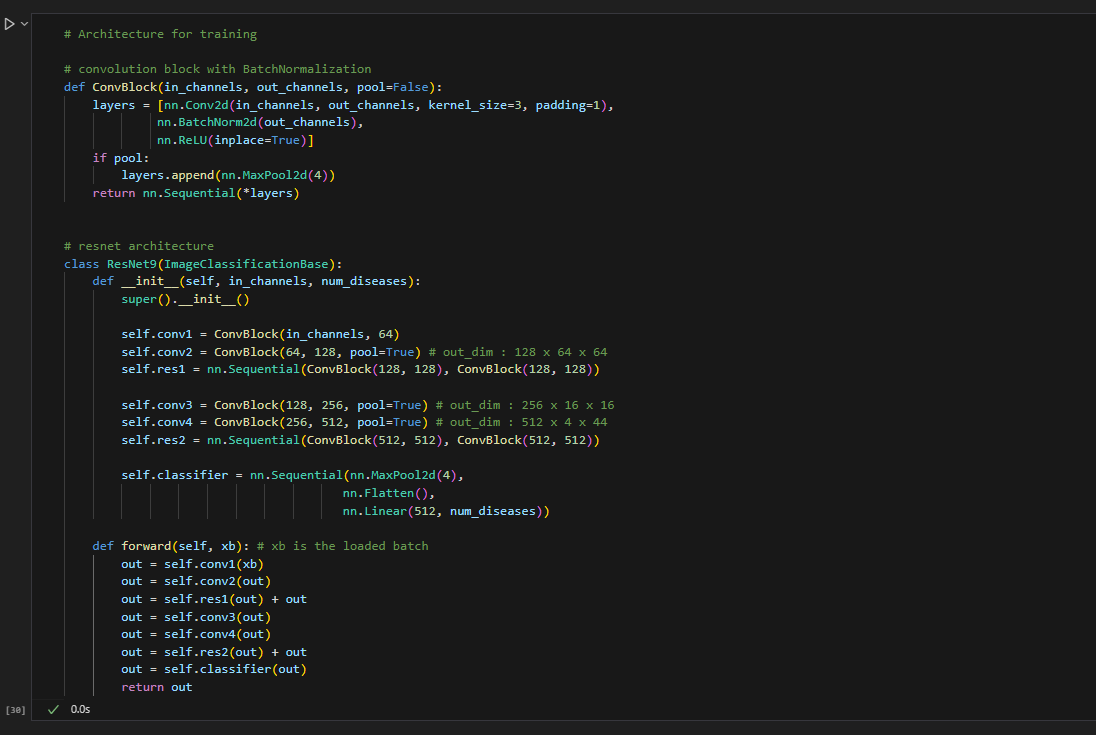 # Architecture for training
# convolution block with BatchNormalization
def ConvBlock(in_channels, out_channels, pool=False):
    layers = [nn.Conv2d(in_channels, out_channels, kernel_size=3, padding=1),
             nn.BatchNorm2d(out_channels),
             nn.ReLU(inplace=True)]
    if pool:
        layers.append(nn.MaxPool2d(4))
    return nn.Sequential(*layers)
# resnet architecture
class ResNet9(ImageClassificationBase):
    def __init__(self, in_channels, num_diseases):
        super().__init__()
        self.conv1 = ConvBlock(in_channels, 64)
        self.conv2 = ConvBlock(64, 128, pool=True) # out_dim : 128 x 64 x 64
        self.res1 = nn.Sequential(ConvBlock(128, 128), ConvBlock(128, 128))
        self.conv3 = ConvBlock(128, 256, pool=True) # out_dim : 256 x 16 x 16
        self.conv4 = ConvBlock(256, 512, pool=True) # out_dim : 512 x 4 x 44
        self.res2 = nn.Sequential(ConvBlock(512, 512), ConvBlock(512, 512))
        self.classifier = nn.Sequential(nn.MaxPool2d(4),
                                       nn.Flatten(),
                                       nn.Linear(512, num_diseases))
    def forward(self, xb): # xb is the loaded batch
        out = self.conv1(xb)
        out = self.conv2(out)
        out = self.res1(out) + out
        out = self.conv3(out)
        out = self.conv4(out)
        out = self.res2(out) + out
        out = self.classifier(out)
        return out
[30] 0.0s